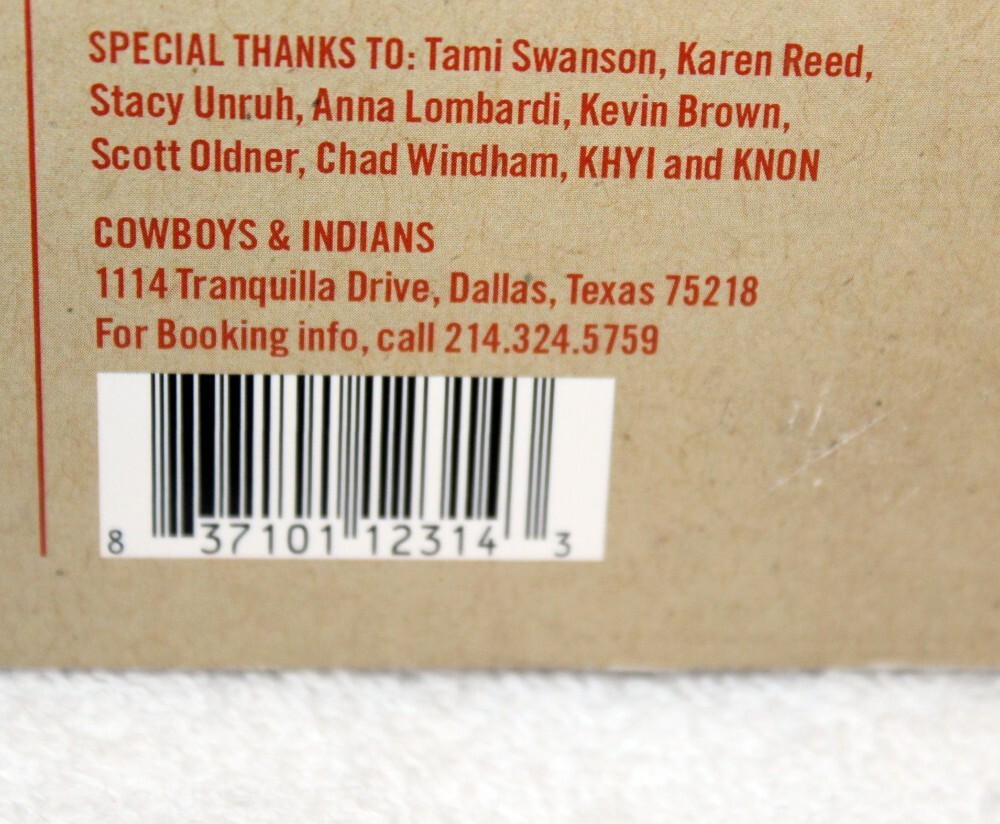 SPECIAL THANKS TO: Tami Swanson, Karen Reed,
Stacy Unruh, Anna Lombardi, Kevin Brown,
Scott Oldner, Chad Windham, KHYI and KNON
COWBOYS & INDIANS
1114 Tranquilla Drive, Dallas, Texas 75218
For Booking info, call 214.324.5759
8 37101 12314 3